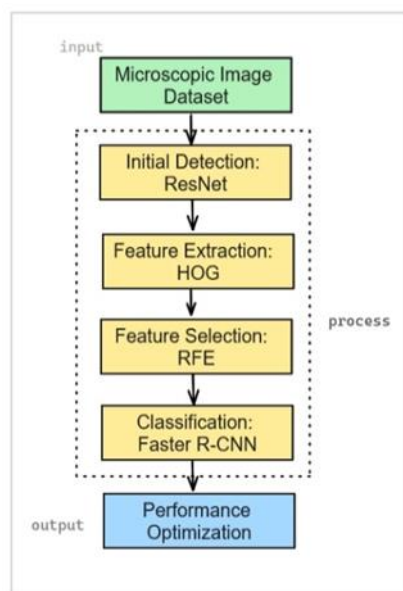 input
Microscopic Image
Dataset
Initial Detection:
ResNet
Feature Extraction:
HOG
process
Feature Selection:
RFE
Classification:
Faster R-CNN
output
Performance
Optimization